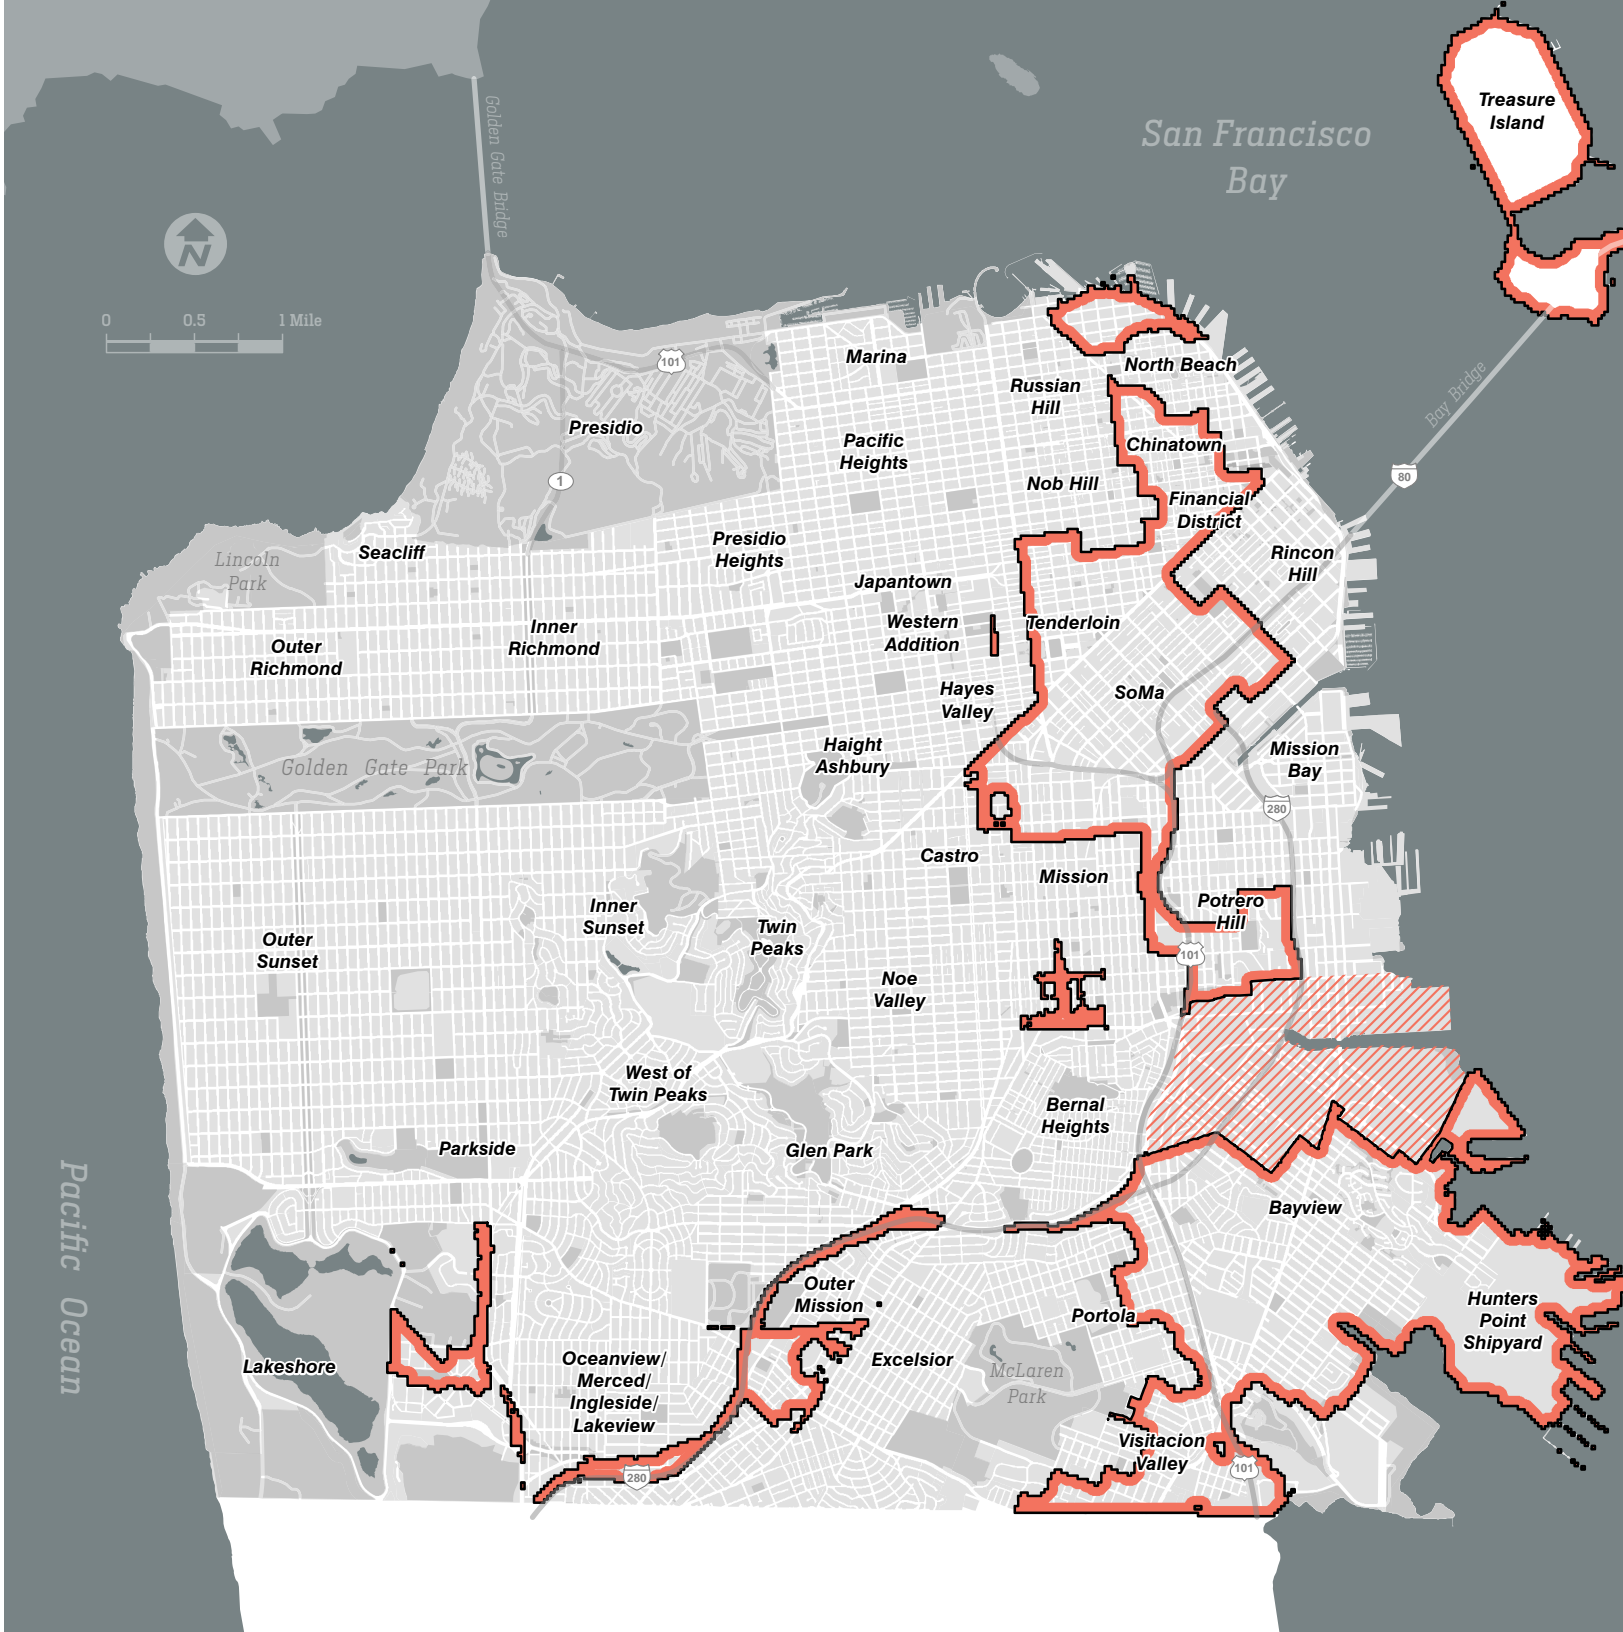 Treasure
Island
San Francisco
Bay
Golden Gate Bridge
N
0 0.5 1 Mile
101
Marina
North Beach
Russian
Hill
Bay Bridge
Presidio
Pacific
Heights
Chinatown
1
Nob Hill
80
Financial
District
Lincoln
Park
Seacliff
Presidio
Heights
Rincon
Hill
Japantown
Outer
Richmond
Inner
Richmond
Western
Addition
Tenderloin
Hayes
Valley
SoMa
Golden Gate Park
Haight
Ashbury
Mission
Bay
280
Castro
Mission
Inner
Sunset
Potrero
Hill
Outer
Sunset
Twin
Peaks
101
Noe
Valley
West of
Twin Peaks
Bernal
Heights
Parkside
Glen Park
Pacific Ocean
Bayview
Outer
Mission
Portola
Hunters
Point
Shipyard
Lakeshore
Oceanview/
Merced/
Ingleside/
Lakeview
Excelsior
McLaren
Park
Visitacion
Valley
280
101